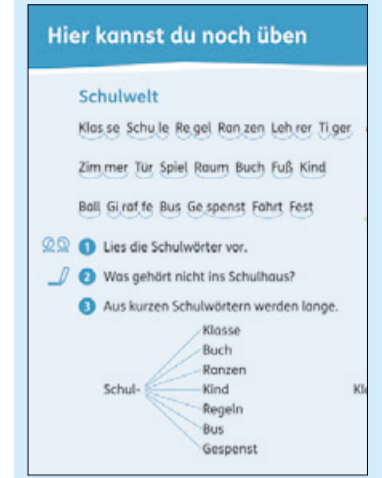 Hier kannst du noch üben
Schulwelt
Klas se Schu le Re gel Ran zen Leh rer Ti ger
Zim mer Tür Spiel Raum Buch Fuß Kind
Ball Gi raf fe Bus Ge spenst Fahrt Fest
1 Lies die Schulwörter vor.
2 Was gehört nicht ins Schulhaus?
3 Aus kurzen Schulwörtern werden lange.
Klasse
Buch
Ranzen
Schul- Kind
Regeln
Bus
Gespenst